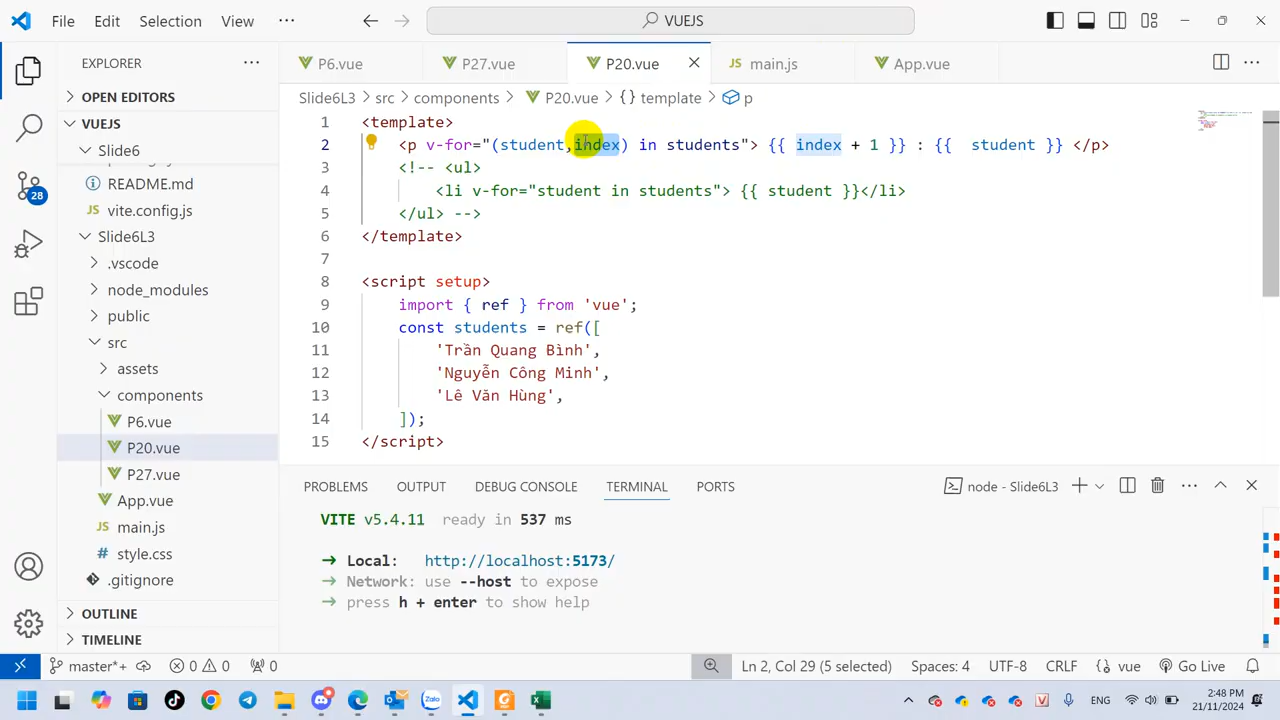 File Edit Selection View ··· VUEJS
EXPLORER ···
OPEN EDITORS
VUEJS
Slide6
README.md
JS vite.config.js
Slide6L3
.vscode
node_modules
public
src
assets
components
P6.vue
P20.vue
P27.vue
App.vue
JS main.js
# style.css
.gitignore
OUTLINE
TIMELINE
28
P6.vue P27.vue P20.vue JS main.js App.vue ···
Slide6L3 > src > components > P20.vue > {} template > p
1 <template>
2 <p v-for="(student,index) in students"> {{ index + 1 }} : {{  student }} </p>
3 <!-- <ul>
4 <li v-for="student in students"> {{ student }}</li>
5 </ul> -->
6 </template>
7
8 <script setup>
9 import { ref } from 'vue';
10 const students = ref([
11 'Trần Quang Bình',
12 'Nguyễn Công Minh',
13 'Lê Văn Hùng',
14 ]);
15 </script>
PROBLEMS OUTPUT DEBUG CONSOLE TERMINAL PORTS node - Slide6L3 ···
VITE v5.4.11 ready in 537 ms
➜ Local: http://localhost:5173/
➜ Network: use --host to expose
➜ press h + enter to show help
master*+ 0 0 0 Ln 2, Col 29 (5 selected) Spaces: 4 UTF-8 CRLF {} vue Go Live
Zalo ENG 2:48 PM
21/11/2024